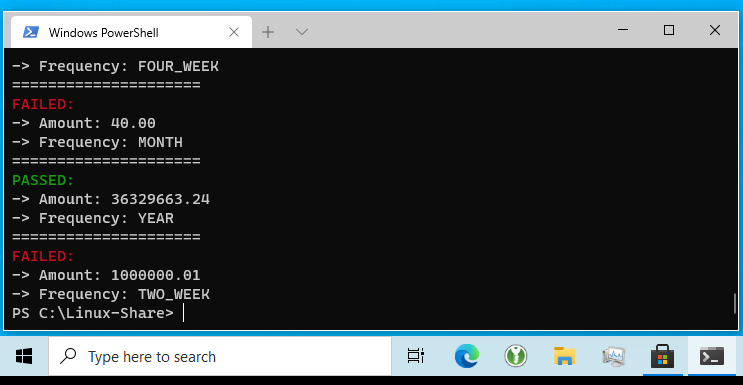 Windows PowerShell
-> Frequency: FOUR_WEEK
=====================
FAILED:
-> Amount: 40.00
-> Frequency: MONTH
=====================
PASSED:
-> Amount: 36329663.24
-> Frequency: YEAR
=====================
FAILED:
-> Amount: 1000000.01
-> Frequency: TWO_WEEK
PS C:\Linux-Share>
Type here to search